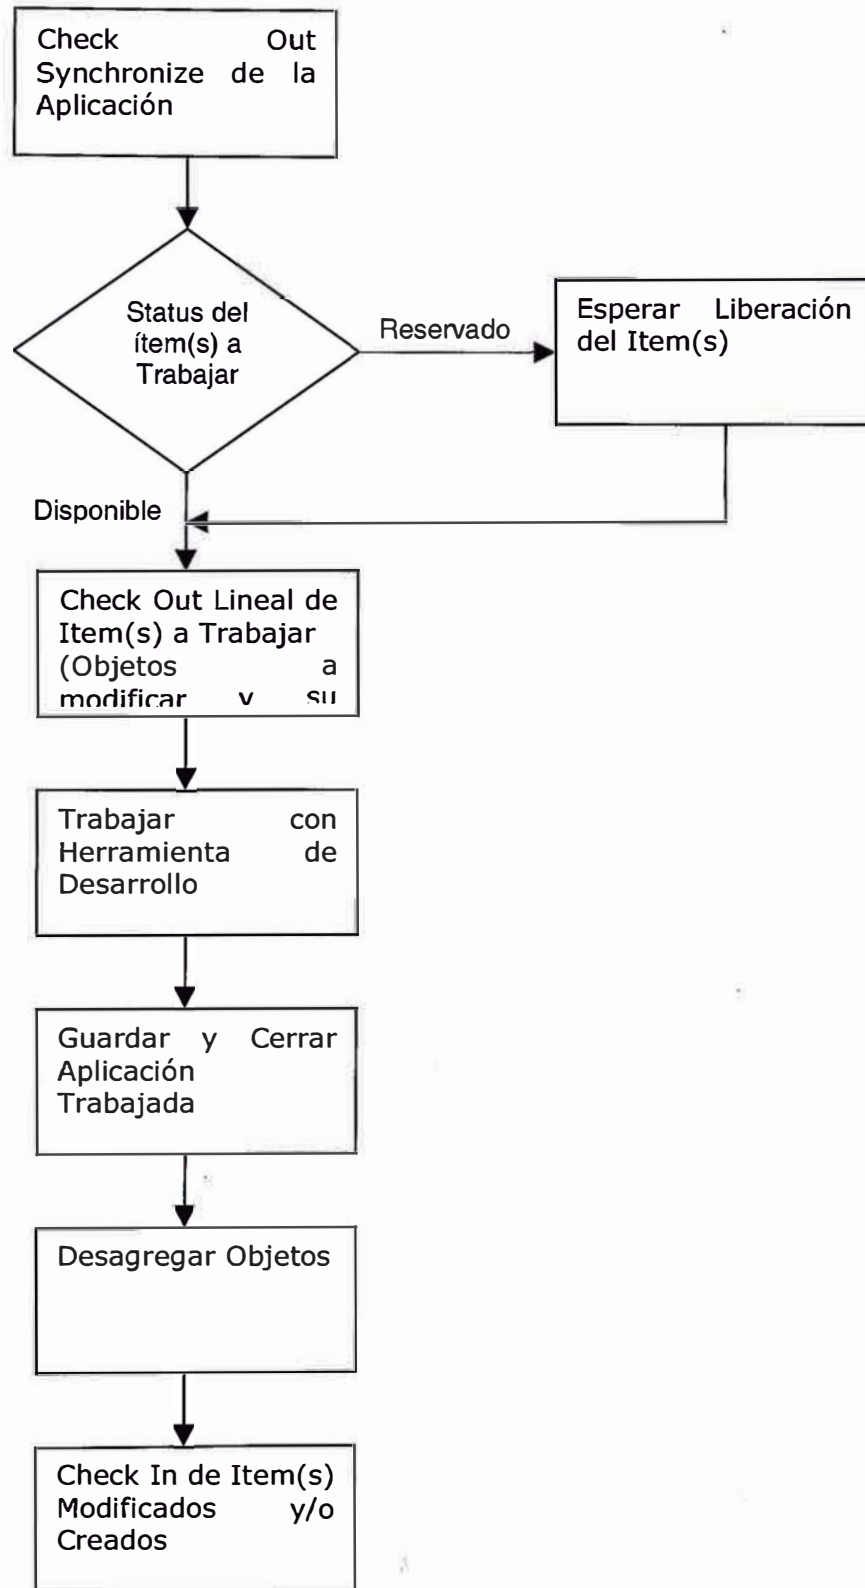 Check Out
Synchronize de la
Aplicación
Status del
ítem(s) a
Trabajar
Reservado
Esperar Liberación
del Item(s)
Disponible
Check Out Lineal de
Item(s) a Trabajar
(Objetos a
modificar y su
Trabajar con
Herramienta de
Desarrollo
Guardar y Cerrar
Aplicación
Trabajada
Desagregar Objetos
Check In de Item(s)
Modificados y/o
Creados